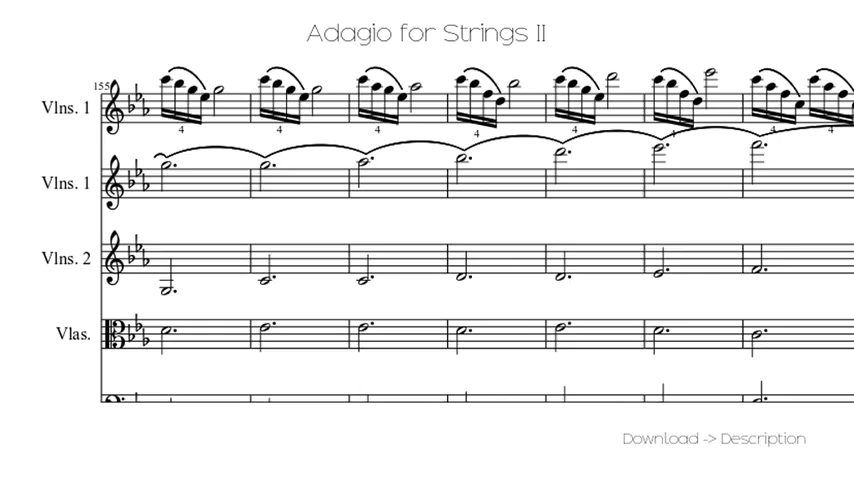 Adagio for Strings II
155
Vlns. 1
4 4 4 4 4 4 4 4
Vlns. 1
Vlns. 2
Vlas.
Download -> Description